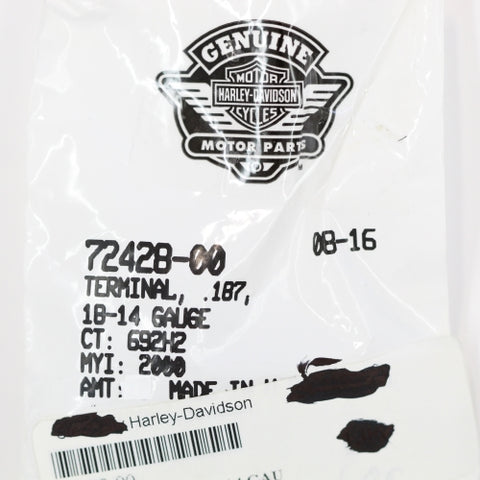 GENUINE
MOTOR
HARLEY-DAVIDSON
CYCLES
MOTOR PARTS
72428-00
08-16
TERMINAL, .187,
18-14 GAUGE
CT: 692H2
MYI: 2000
AMT: MADE IN
Harley-Davidson